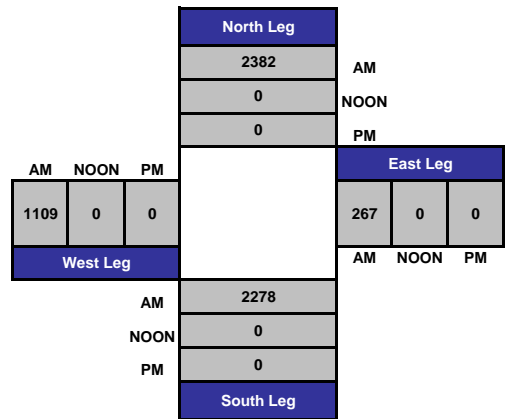 North Leg
2382 AM
0 NOON
0 PM
AM NOON PM East Leg
1109 0 0 267 0 0
West Leg AM NOON PM
AM 2278
NOON 0
PM 0
South Leg